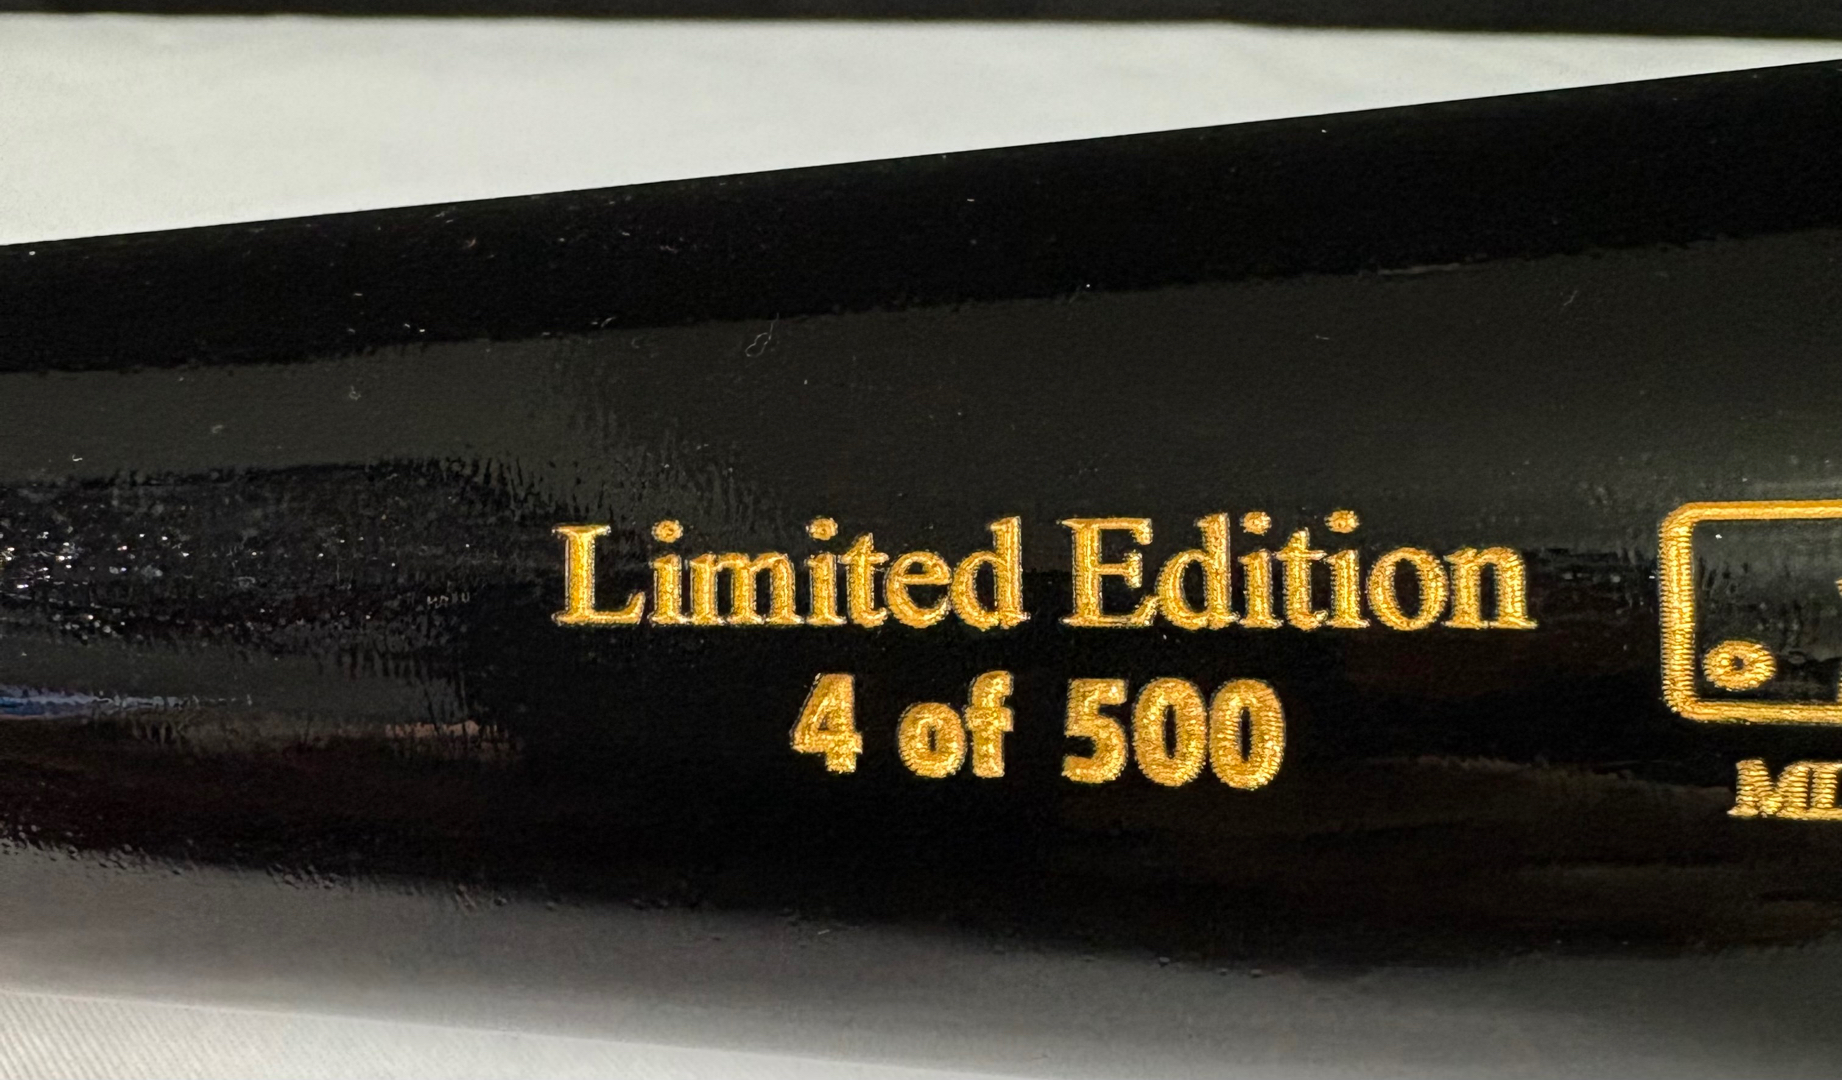 Limited Edition
4 of 500